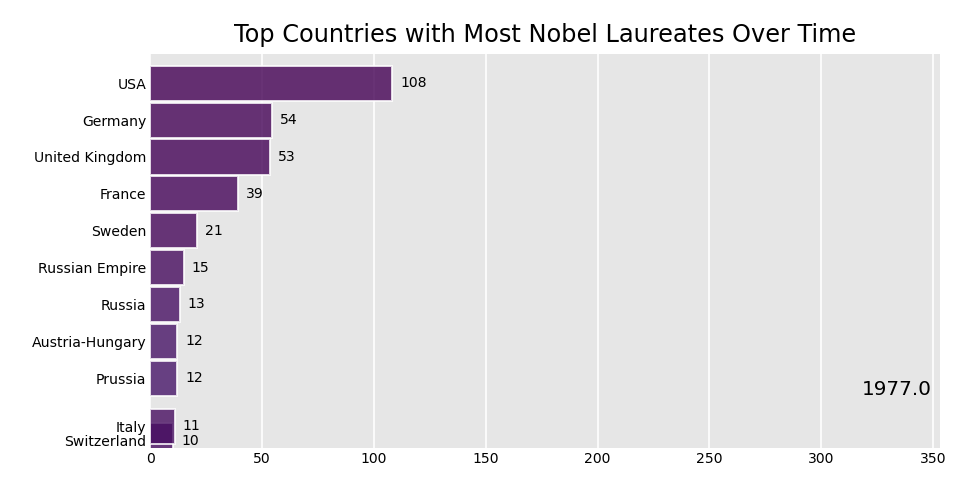 Top Countries with Most Nobel Laureates Over Time
USA 108
Germany 54
United Kingdom 53
France 39
Sweden 21
Russian Empire 15
Russia 13
Austria-Hungary 12
Prussia 12
1977.0
Italy 11
Switzerland 10
0 50 100 150 200 250 300 350